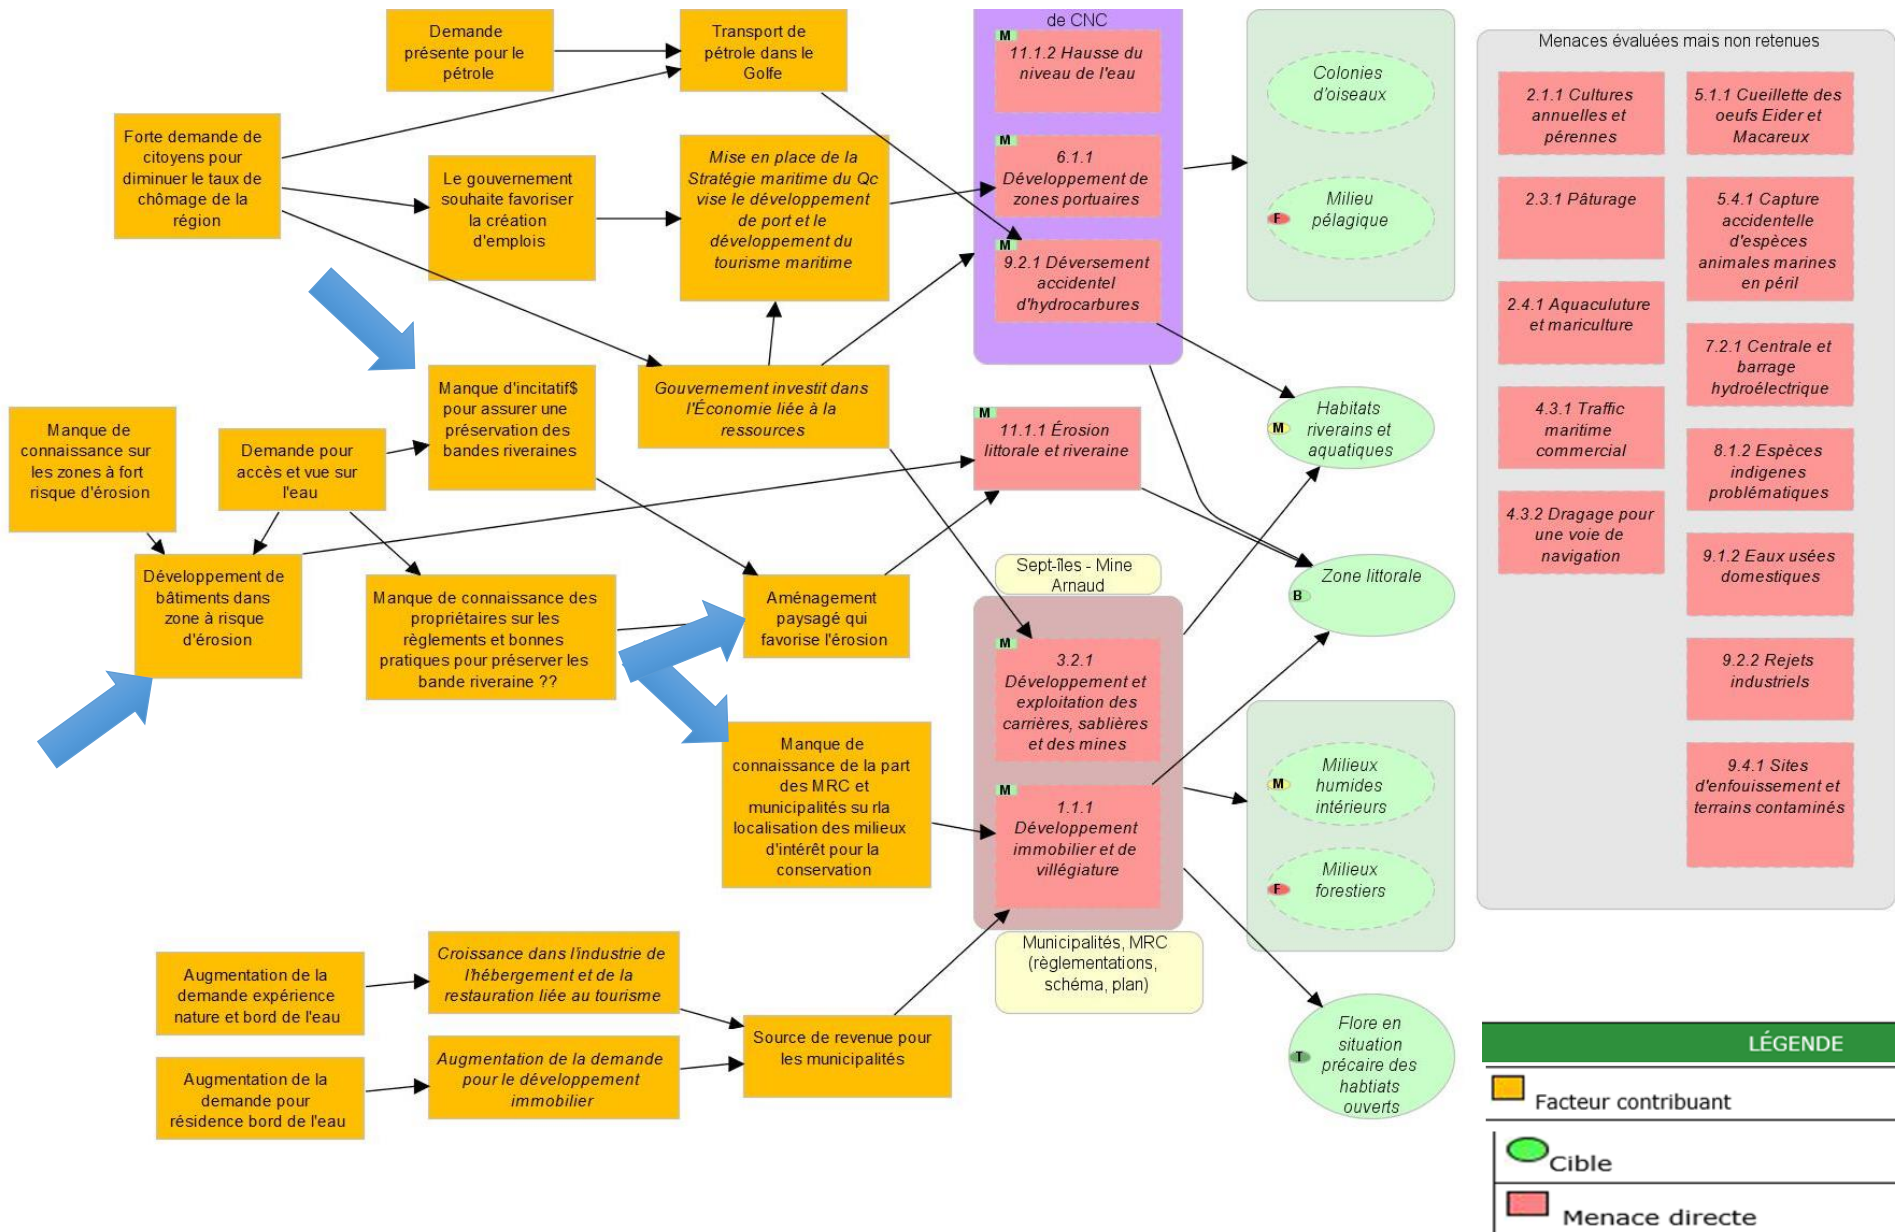 Demande
présente pour le
pétrole
Transport de
pétrole dans le
Golfe
Forte demande de
citoyens pour
diminuer le taux de
chômage de la
région
Le gouvernement
souhaite favoriser
la création
d'emplois
Mise en place de la
Stratégie maritime du Qc
vise le développement
de port et le
développement du
tourisme maritime
Manque d'incitatif$
pour assurer une
préservation des
bandes riveraines
Gouvernement investit dans
l'Économie liée à la
ressources
Manque de
connaissance sur
les zones à fort
risque d'érosion
Demande pour
accès et vue sur
l'eau
Développement de
bâtiments dans
zone à risque
d'érosion
Manque de connaissance des
propriétaires sur les
règlements et bonnes
pratiques pour préserver les
bande riveraine ??
Aménagement
paysagé qui
favorise l'érosion
Manque de
connaissance de la part
des MRC et
municipalités su rla
localisation des milieux
d'intérêt pour la
conservation
Augmentation de la
demande expérience
nature et bord de l'eau
Croissance dans l'industrie de
l'hébergement et de la
restauration liée au tourisme
Augmentation de la
demande pour
résidence bord de l'eau
Augmentation de la demande
pour le développement
immobilier
Source de revenue pour
les municipalités
de CNC
M
11.1.2 Hausse du
niveau de l'eau
M
6.1.1
Développement de
zones portuaires
M
9.2.1 Déversement
accidentel
d'hydrocarbures
M
11.1.1 Érosion
littorale et riveraine
Sept-îles - Mine
Arnaud
M
3.2.1
Développement et
exploitation des
carrières, sablières
et des mines
M
1.1.1
Développement
immobilier et de
villégiature
Municipalités, MRC
(règlementations,
schéma, plan)
Colonies
d'oiseaux
Milieu
pélagique
F
Habitats
riverains et
aquatiques
M
Zone littorale
B
Milieux
humides
intérieurs
M
Milieux
forestiers
F
Flore en
situation
précaire des
habtiats
ouverts
T
Menaces évaluées mais non retenues
2.1.1 Cultures
annuelles et
pérennes
2.3.1 Pâturage
2.4.1 Aquaculuture
et mariculture
4.3.1 Traffic
maritime
commercial
4.3.2 Dragage pour
une voie de
navigation
5.1.1 Cueillette des
oeufs Eider et
Macareux
5.4.1 Capture
accidentelle
d'espèces
animales marines
en péril
7.2.1 Centrale et
barrage
hydroélectrique
8.1.2 Espèces
indigenes
problématiques
9.1.2 Eaux usées
domestiques
9.2.2 Rejets
industriels
9.4.1 Sites
d'enfouissement et
terrains contaminés
LÉGENDE
Facteur contribuant
Cible
Menace directe